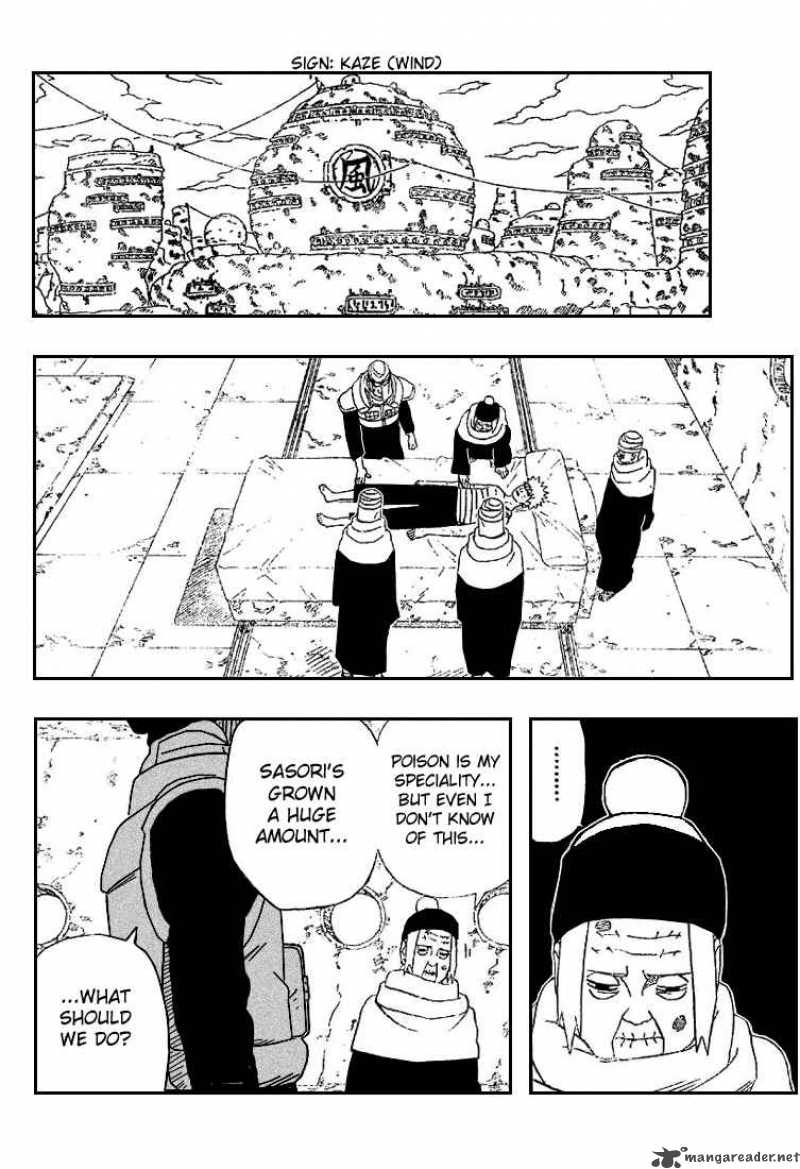 SIGN: KAZE (WIND)
風
..........
POISON IS MY
SPECIALITY...
BUT EVEN I
DON'T KNOW
OF THIS...
SASORI'S
GROWN
A HUGE
AMOUNT...
...WHAT
SHOULD
WE DO?
mangareader.net